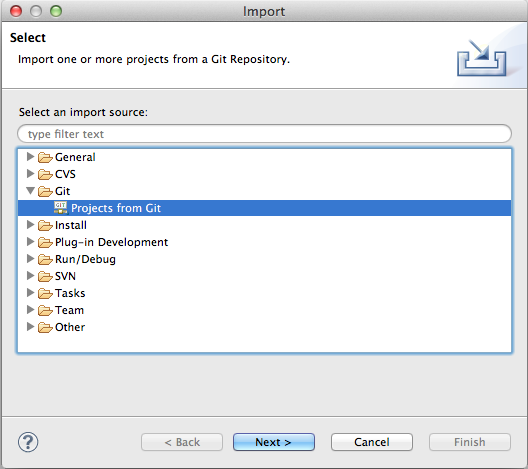 Import
Select
Import one or more projects from a Git Repository.
Select an import source:
type filter text
General
CVS
Git
GIT
Projects from Git
Install
Plug-in Development
Run/Debug
SVN
Tasks
Team
Other
?
< Back
Next >
Cancel
Finish